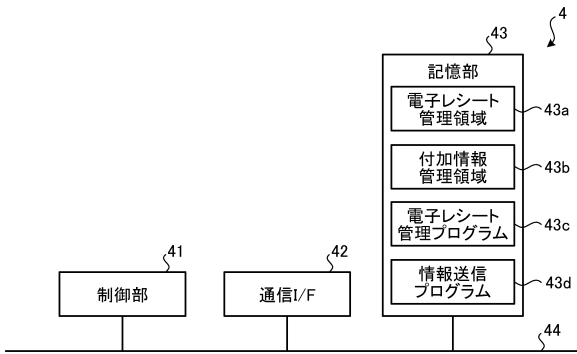 4
43
記憶部
電子レシート
管理領域
43a
付加情報
管理領域
43b
電子レシート
管理プログラム
43c
情報送信
プログラム
43d
41
制御部
42
通信I/F
44